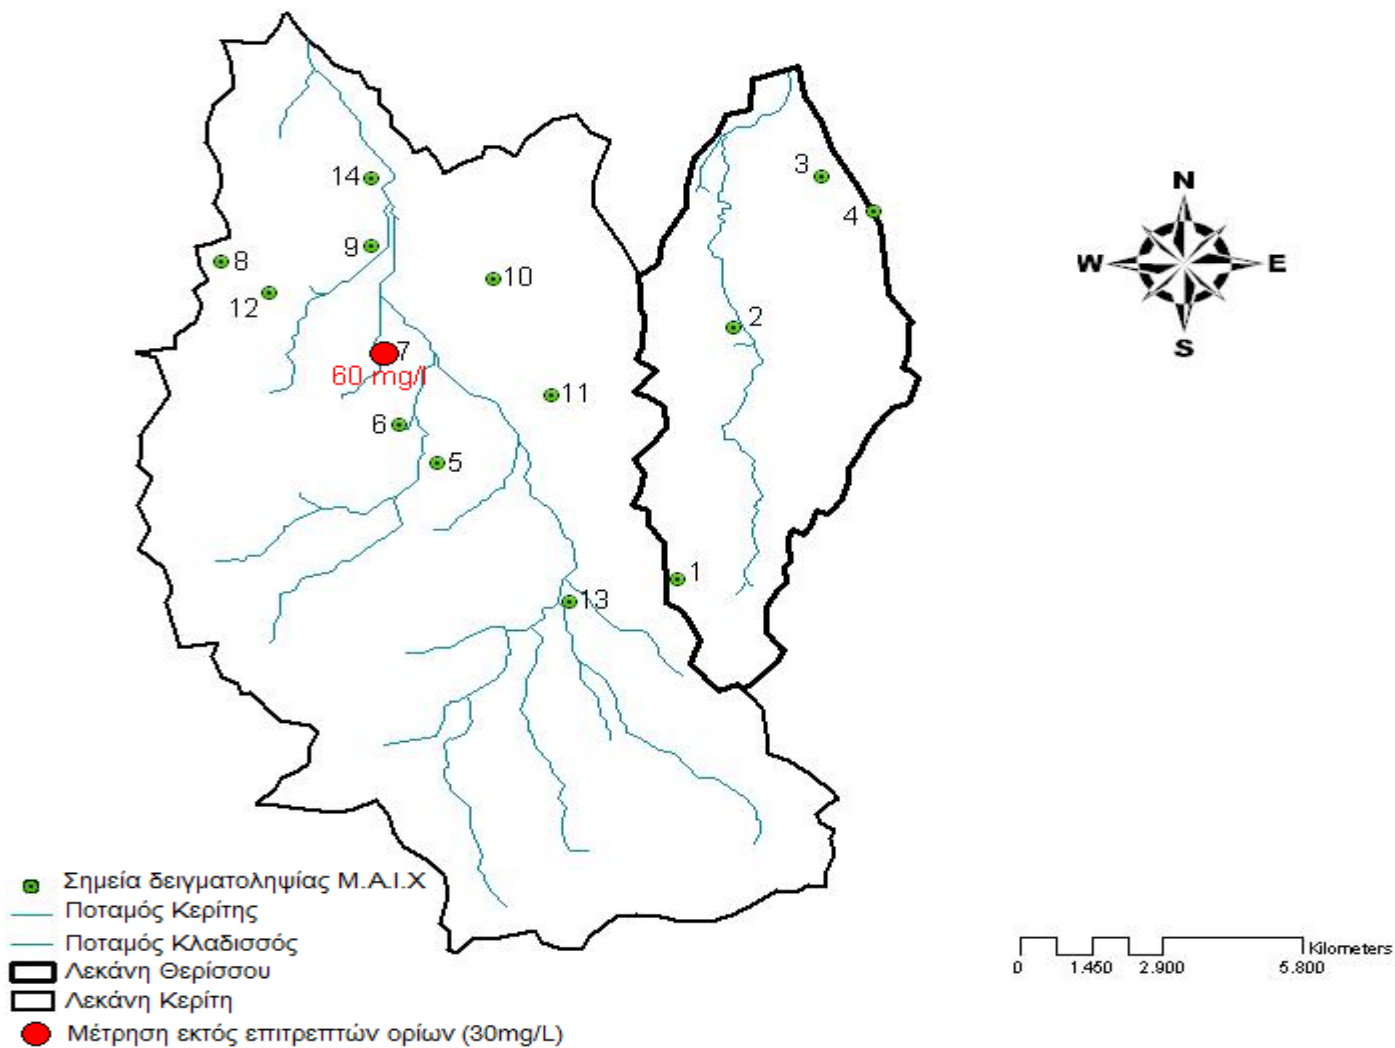 N
W
E
S
3
14
4
9
8
10
12
2
7
60 mg/l
11
6
5
1
13
Σημεία δειγματοληψίας Μ.Α.Ι.Χ
Ποταμός Κερίτης
Ποταμός Κλαδισσός
Λεκάνη Θερίσσου
Λεκάνη Κερίτη
Μέτρηση εκτός επιτρεπτών ορίων (30mg/L)
Kilometers
0 1.450 2.900 5.800